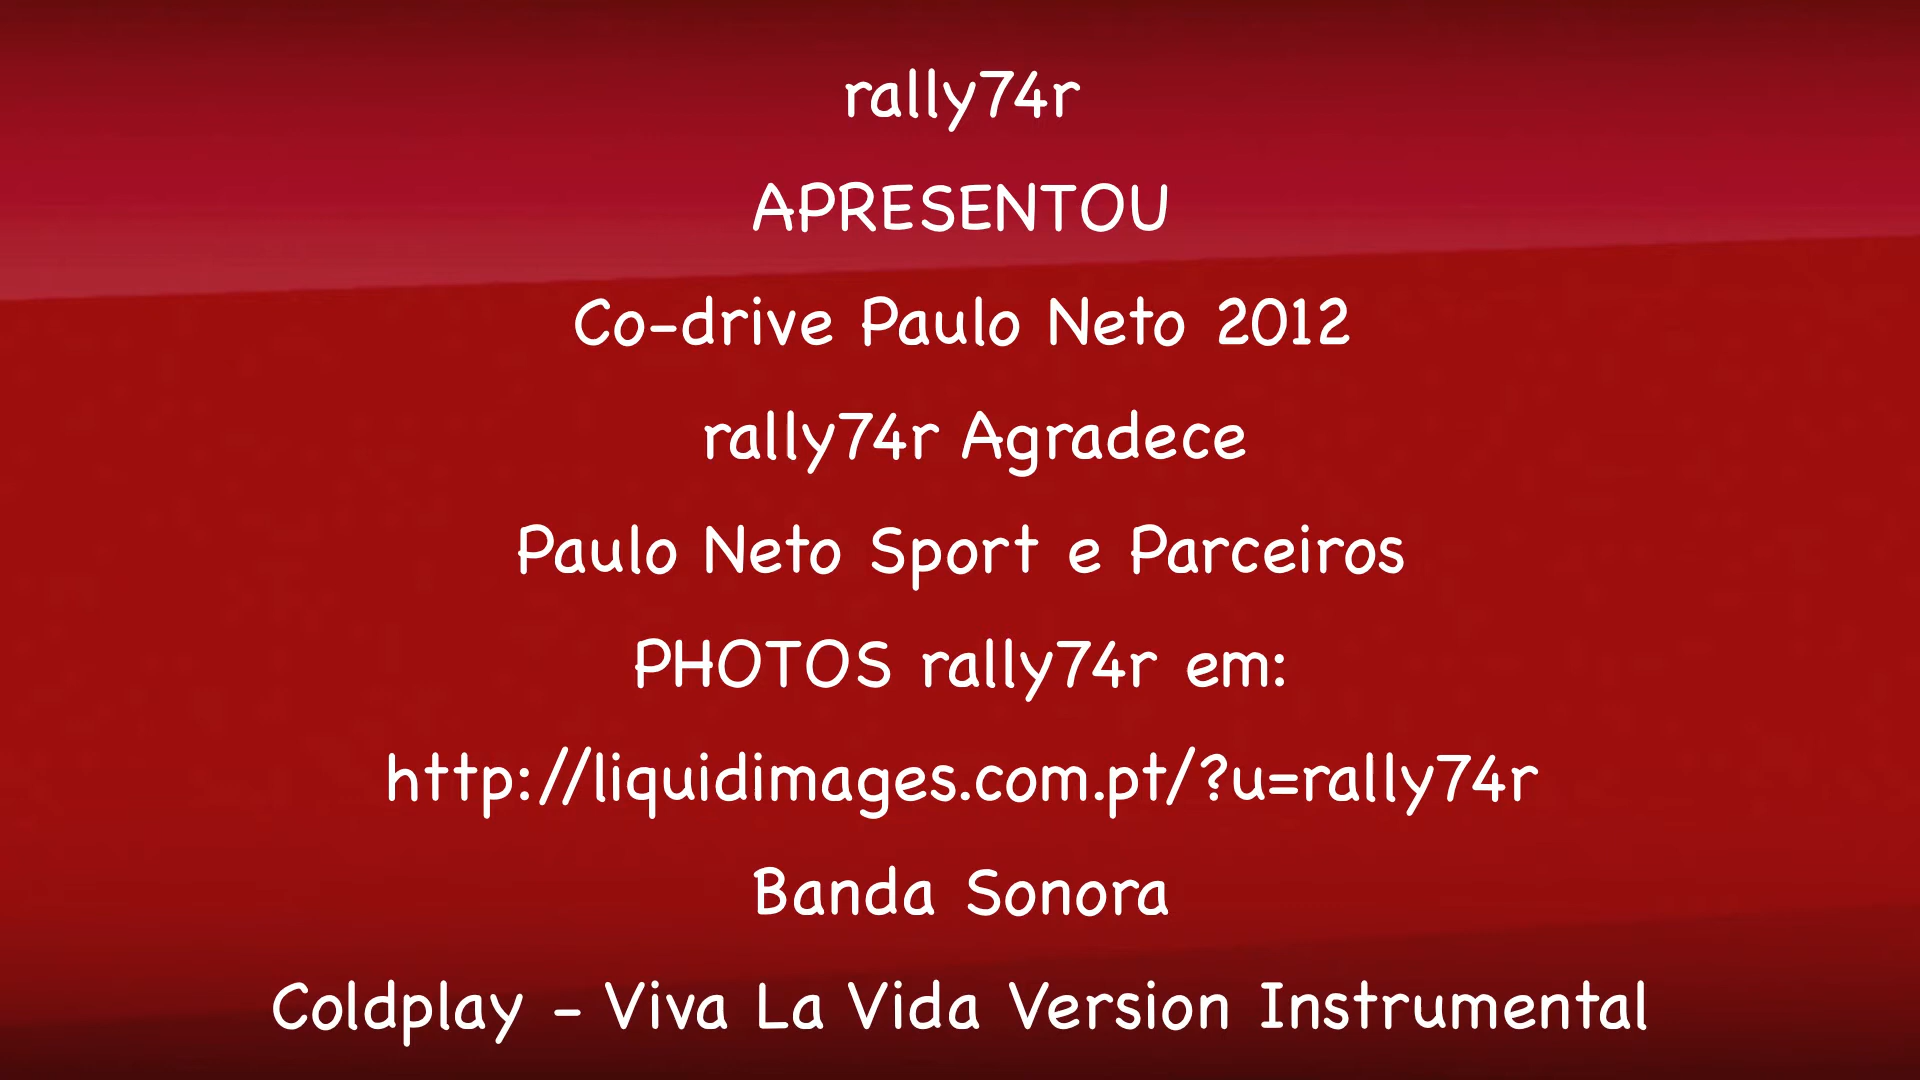 rally74r
APRESENTOU
Co-drive Paulo Neto 2012
rally74r Agradece
Paulo Neto Sport e Parceiros
PHOTOS rally74r em:
http://liquidimages.com.pt/?u=rally74r
Banda Sonora
Coldplay - Viva La Vida Version Instrumental